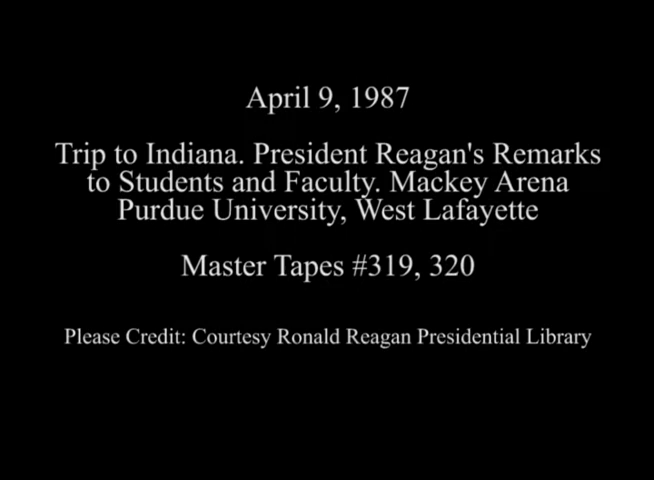 April 9, 1987
Trip to Indiana. President Reagan's Remarks
to Students and Faculty. Mackey Arena
Purdue University, West Lafayette
Master Tapes #319, 320
Please Credit: Courtesy Ronald Reagan Presidential Library